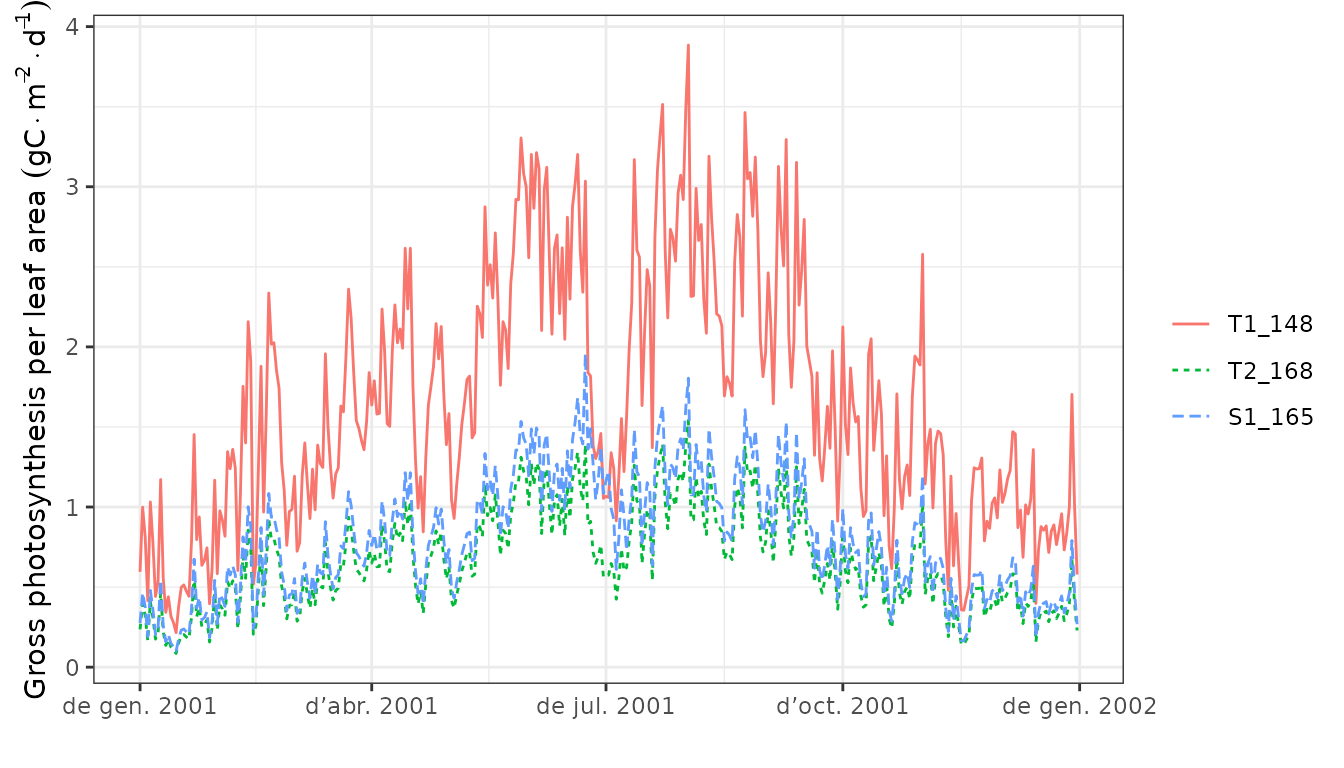 Gross photosynthesis per leaf area (gC · m⁻² · d⁻¹)
4
3
2
1
0
de gen. 2001 d’abr. 2001 de jul. 2001 d’oct. 2001 de gen. 2002
T1_148
T2_168
S1_165